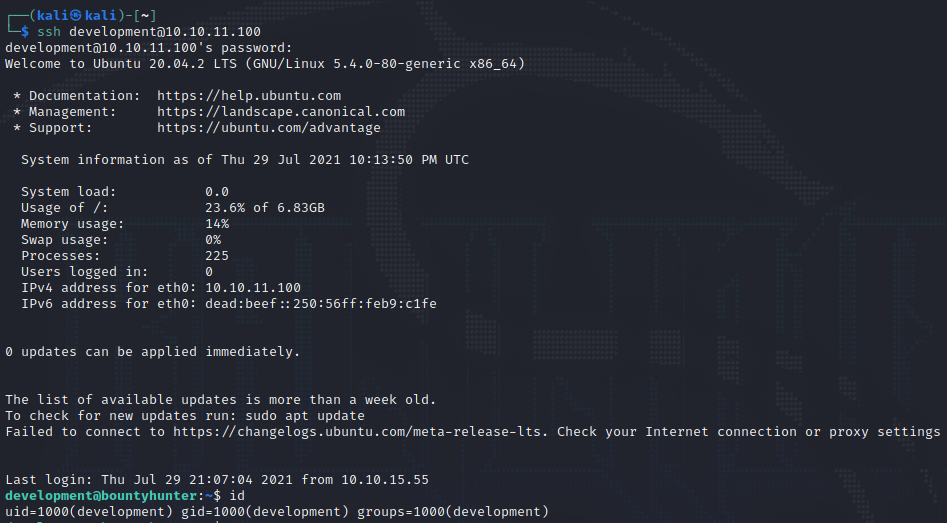 ┌──(kali㉿kali)-[~]
└─$ ssh development@10.10.11.100
development@10.10.11.100's password:
Welcome to Ubuntu 20.04.2 LTS (GNU/Linux 5.4.0-80-generic x86_64)
* Documentation:  https://help.ubuntu.com
* Management:     https://landscape.canonical.com
* Support:        https://ubuntu.com/advantage
System information as of Thu 29 Jul 2021 10:13:50 PM UTC
System load:           0.0
Usage of /:            23.6% of 6.83GB
Memory usage:          14%
Swap usage:            0%
Processes:             225
Users logged in:       0
IPv4 address for eth0: 10.10.11.100
IPv6 address for eth0: dead:beef::250:56ff:feb9:c1fe
0 updates can be applied immediately.
The list of available updates is more than a week old.
To check for new updates run: sudo apt update
Failed to connect to https://changelogs.ubuntu.com/meta-release-lts. Check your Internet connection or proxy settings
Last login: Thu Jul 29 21:07:04 2021 from 10.10.15.55
development@bountyhunter:~$ id
uid=1000(development) gid=1000(development) groups=1000(development)